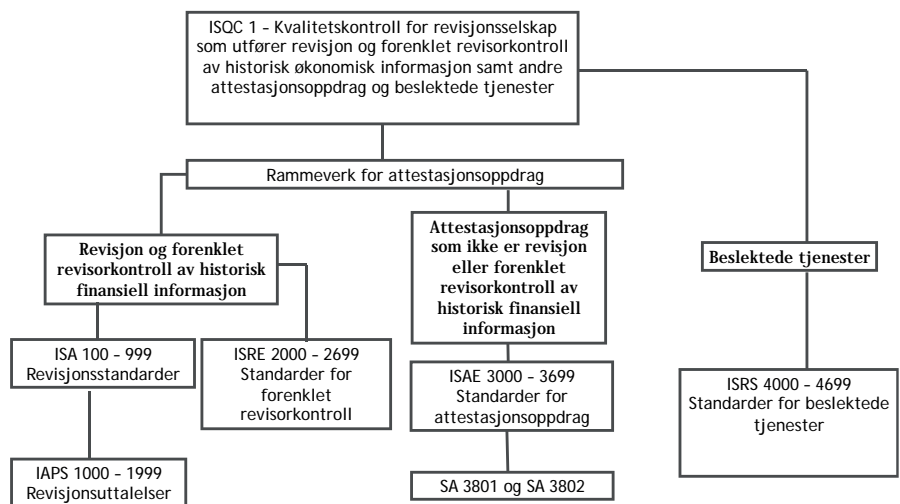 ISQC 1 – Kvalitetskontroll for revisjonsselskap
som utfører revisjon og forenklet revisorkontroll
av historisk økonomisk informasjon samt andre
attestasjonsoppdrag og beslektede tjenester
Rammeverk for attestasjonsoppdrag
Revisjon og forenklet
revisorkontroll av historisk
finansiell informasjon
Attestasjonsoppdrag
som ikke er revisjon
eller forenklet
revisorkontroll av
historisk finansiell
informasjon
Beslektede tjenester
ISA 100 – 999
Revisjonsstandarder
ISRE 2000 – 2699
Standarder for
forenklet
revisorkontroll
ISAE 3000 – 3699
Standarder for
attestasjonsoppdrag
ISRS 4000 – 4699
Standarder for beslektede
tjenester
IAPS 1000 – 1999
Revisjonsuttalelser
SA 3801 og SA 3802